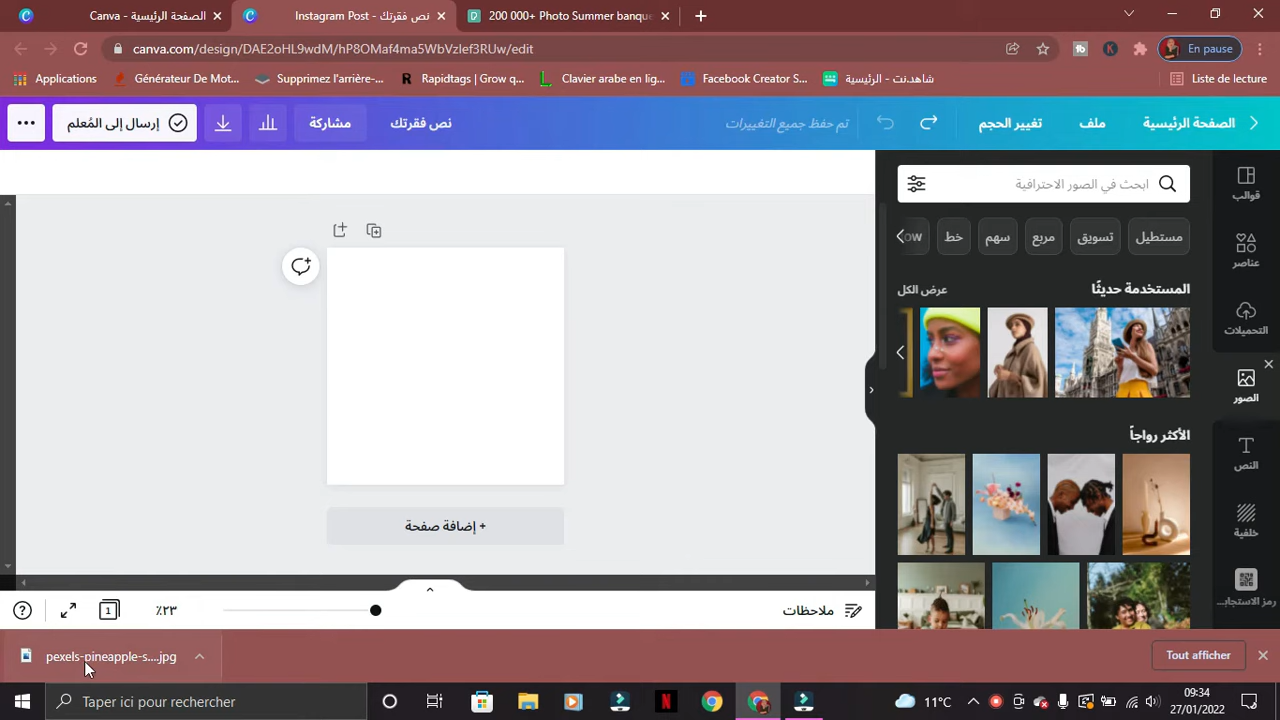 الصفحة الرئيسية - Canva
نص فقرتك - Instagram Post
200 000+ Photo Summer banque
canva.com/design/DAE2oHL9wdM/hP8OMaf4ma5WbVzlef3RUw/edit
En pause
Applications
Générateur De Mot...
Supprimez l'arrière-...
Rapidtags | Grow q...
Clavier arabe en lig...
Facebook Creator S...
شاهد.نت - الرئيسية
Liste de lecture
الصفحة الرئيسية
ملف
تغيير الحجم
تم حفظ جميع التغييرات
نص فقرتك
مشاركة
إرسال إلى المُعلم
ابحث في الصور الاحترافية
مستطيل
تسويق
مربع
سهم
خط
ow
المستخدمة حديثًا
عرض الكل
الأكثر رواجاً
قوالب
عناصر
التحميلات
الصور
النص
خلفية
رمز الاستجابـ...
+ إضافة صفحة
ملاحظات
٢٣٪
1
pexels-pineapple-s....jpg
Tout afficher
Taper ici pour rechercher
11°C
09:34
27/01/2022